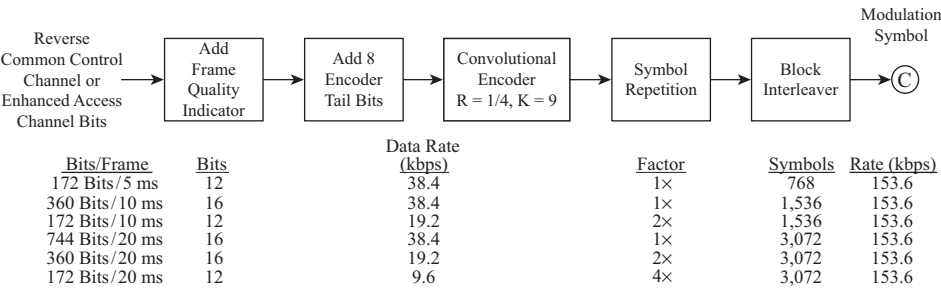 Modulation
Symbol
Reverse
Common Control
Channel or
Enhanced Access
Channel Bits
Add
Frame
Quality
Indicator
Add 8
Encoder
Tail Bits
Convolutional
Encoder
R = 1/4, K = 9
Symbol
Repetition
Block
Interleaver
C
Data Rate
Bits/Frame Bits (kbps) Factor Symbols Rate (kbps)
172 Bits/5 ms 12 38.4 1× 768 153.6
360 Bits/10 ms 16 38.4 1× 1,536 153.6
172 Bits/10 ms 12 19.2 2× 1,536 153.6
744 Bits/20 ms 16 38.4 1× 3,072 153.6
360 Bits/20 ms 16 19.2 2× 3,072 153.6
172 Bits/20 ms 12 9.6 4× 3,072 153.6